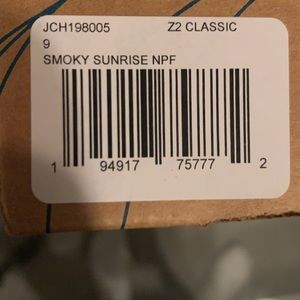 JCH198005 Z2 CLASSIC
9
SMOKY SUNRISE NPF
1 94917 75777 2